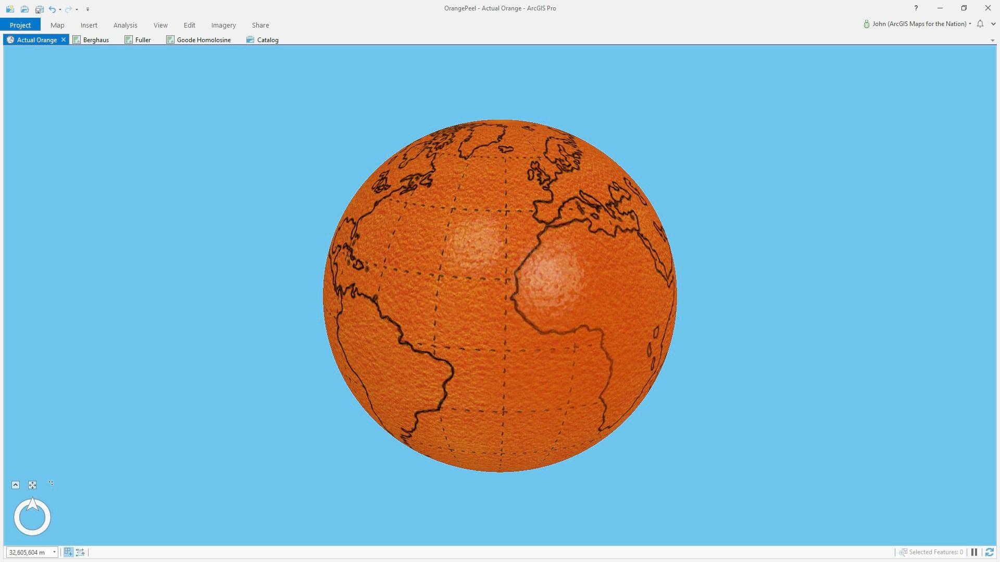 OrangePeel - Actual Orange - ArcGIS Pro
?
Project Map Insert Analysis View Edit Imagery Share
John (ArcGIS Maps for the Nation)
Actual Orange Berghaus Fuller Goode Homolosine Catalog
32,605,604 m
Selected Features: 0